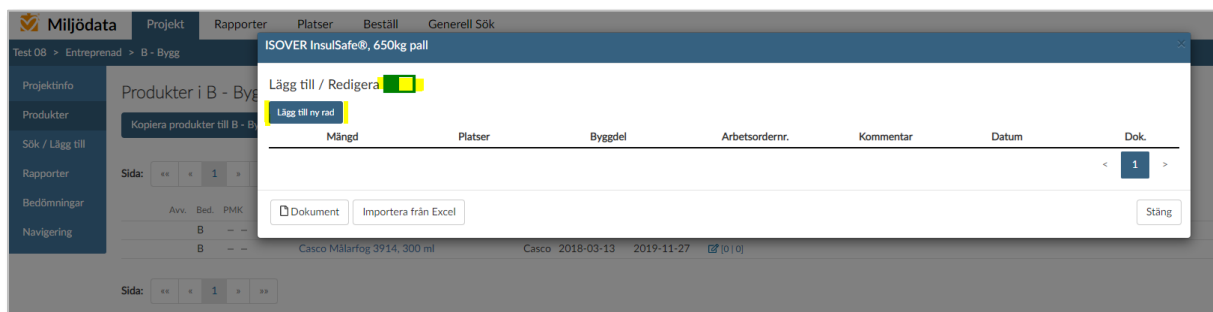 Miljödata Projekt Rapporter Platser Beställ Generell Sök
Test 08 > Entreprenad > B - Bygg
ISOVER InsulSafe®, 650kg pall ×
Projektinfo
Produkter
Sök / Lägg till
Rapporter
Bedömningar
Navigering
Produkter i B - Byg
Kopiera produkter till B - By
Sida: «« « 1 »
Avv. Bed. PMK
B -- --
B -- -- Casco Målarfog 3914, 300 ml Casco 2018-03-13 2019-11-27 [0|0]
Sida: «« « 1 » »»
Lägg till / Redigera
Lägg till ny rad
Mängd Platser Byggdel Arbetsordernr. Kommentar Datum Dok.
< 1 >
Dokument Importera från Excel Stäng